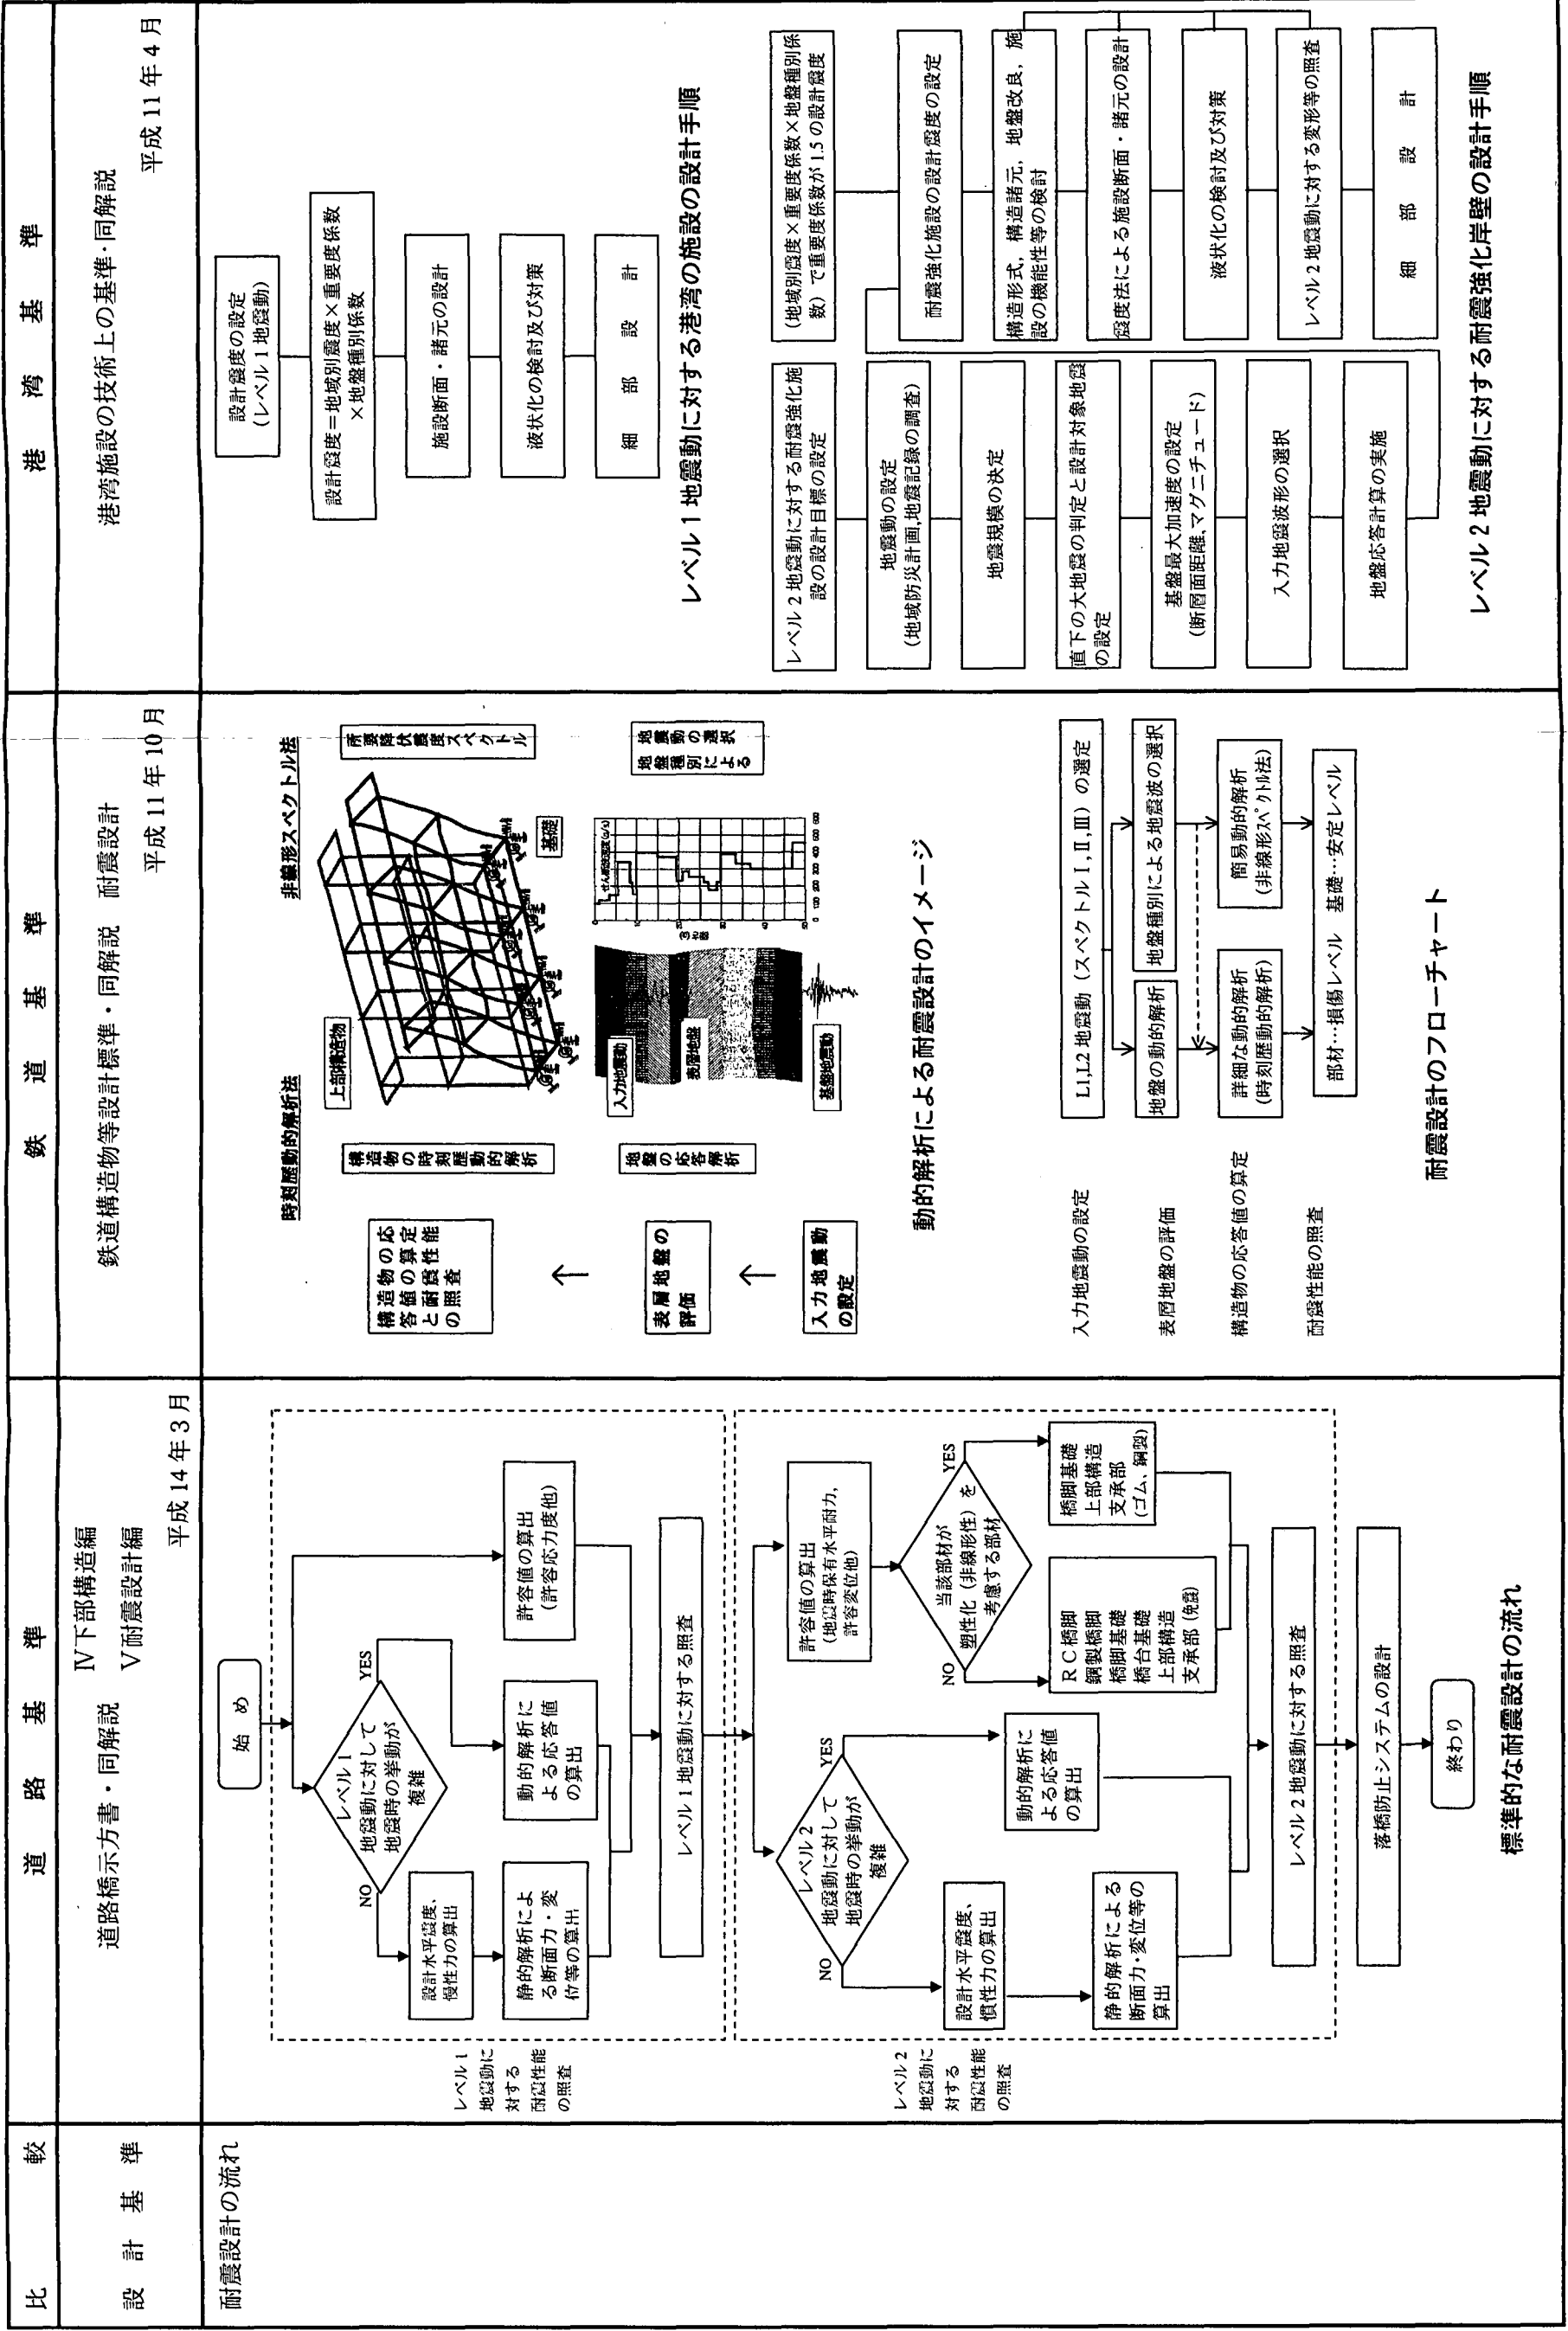 比較
道路基準
鉄道基準
港湾基準
設計基準
道路橋示方書・同解説 Ⅳ下部構造編
Ⅴ耐震設計編
平成14年3月
鉄道構造物等設計標準・同解説 耐震設計
平成11年10月
港湾施設の技術上の基準・同解説
平成11年4月
耐震設計の流れ
始め
レベル1
地震動に対して
地震時の挙動が
複雑
NO
YES
設計水平震度、
慢性力の算出
静的解析によ
る断面力・変
位等の算出
動的解析に
よる応答値
の算出
許容値の算出
(許容応力度他)
レベル1地震動に対する照査
レベル1
地震動に
対する
耐震性能
の照査
レベル2
地震動に対して
地震時の挙動が
複雑
NO
YES
設計水平震度、
慣性力の算出
静的解析による
断面力・変位等の
算出
動的解析に
よる応答値
の算出
許容値の算出
(地震時保有水平耐力,
許容変位他)
当該部材が
塑性化(非線形性)を
考慮する部材
NO
YES
RC橋脚
鋼製橋脚
橋脚基礎
橋台基礎
上部構造
支承部(免震)
橋脚基礎
上部構造
支承部
(ゴム、鋼製)
レベル2地震動に対する照査
レベル2
地震動に
対する
耐震性能
の照査
落橋防止システムの設計
終わり
標準的な耐震設計の流れ
時刻歴動的解析法
非線形スペクトル法
構造物の応
答値の算定
と耐震性能
の照査
表層地盤の
評価
入力地震動
の設定
構造物の時刻歴動的解析
地盤の応答解析
上部構造物
基礎
入力地震動
表層地盤
基盤地震動
せん断弾性波速度(m/s)
0 100 200 300 400 500 600
所要降伏震度スペクトル
地盤種別による
地震動の選択
動的解析による耐震設計のイメージ
入力地震動の設定
L1,L2地震動(スペクトルⅠ,Ⅱ,Ⅲ)の選定
表層地盤の評価
地盤の動的解析
地盤種別による地震波の選択
構造物の応答値の算定
詳細な動的解析
(時刻歴動的解析)
簡易動的解析
(非線形スペクトル法)
耐震性能の照査
部材…損傷レベル 基礎…安定レベル
耐震設計のフローチャート
設計震度の設定
(レベル1地震動)
設計震度=地域別震度×重要度係数
×地盤種別係数
施設断面・諸元の設計
液状化の検討及び対策
細部設計
レベル1地震動に対する港湾の施設の設計手順
レベル2地震動に対する耐震強化施
設の設計目標の設定
地震動の設定
(地域防災計画,地震記録の調査)
地震規模の決定
直下の大地震の判定と設計対象地震
の設定
基盤最大加速度の設定
(断層面距離、マグニチュード)
入力地震波形の選択
地盤応答計算の実施
(地域別震度×重要度係数×地盤種別係
数)で重要度係数が1.5の設計震度
耐震強化施設の設計震度の設定
構造形式,構造諸元,地盤改良,施
設の機能性等の検討
震度法による施設断面・諸元の設計
液状化の検討及び対策
レベル2地震動に対する変形等の照査
細部設計
レベル2地震動に対する耐震強化岸壁の設計手順